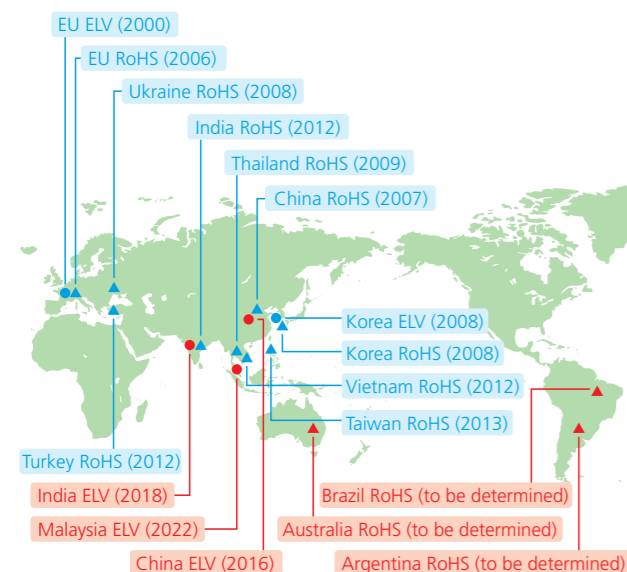 EU ELV (2000)
EU RoHS (2006)
Ukraine RoHS (2008)
India RoHS (2012)
Thailand RoHS (2009)
China RoHS (2007)
Korea ELV (2008)
Korea RoHS (2008)
Vietnam RoHS (2012)
Taiwan RoHS (2013)
Turkey RoHS (2012)
India ELV (2018)
Brazil RoHS (to be determined)
Malaysia ELV (2022)
Australia RoHS (to be determined)
China ELV (2016)
Argentina RoHS (to be determined)